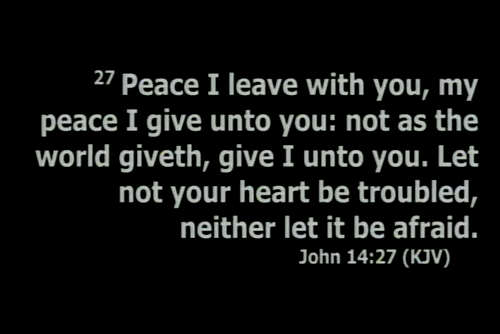 27 Peace I leave with you, my
peace I give unto you: not as the
world giveth, give I unto you. Let
not your heart be troubled,
neither let it be afraid.
John 14:27 (KJV)